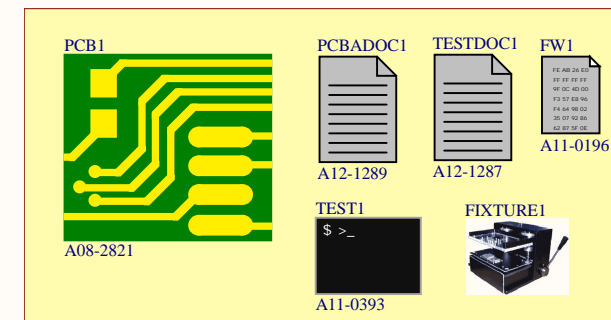 PCB1
A08-2821
PCBADOC1
A12-1289
TESTDOC1
A12-1287
FW1
FE AB 26 E0
FF FF FF FF
9F 0C 4D 00
F3 57 E8 96
F4 64 98 02
35 07 92 86
62 87 5F 0E
A11-0196
TEST1
$ >_
A11-0393
FIXTURE1